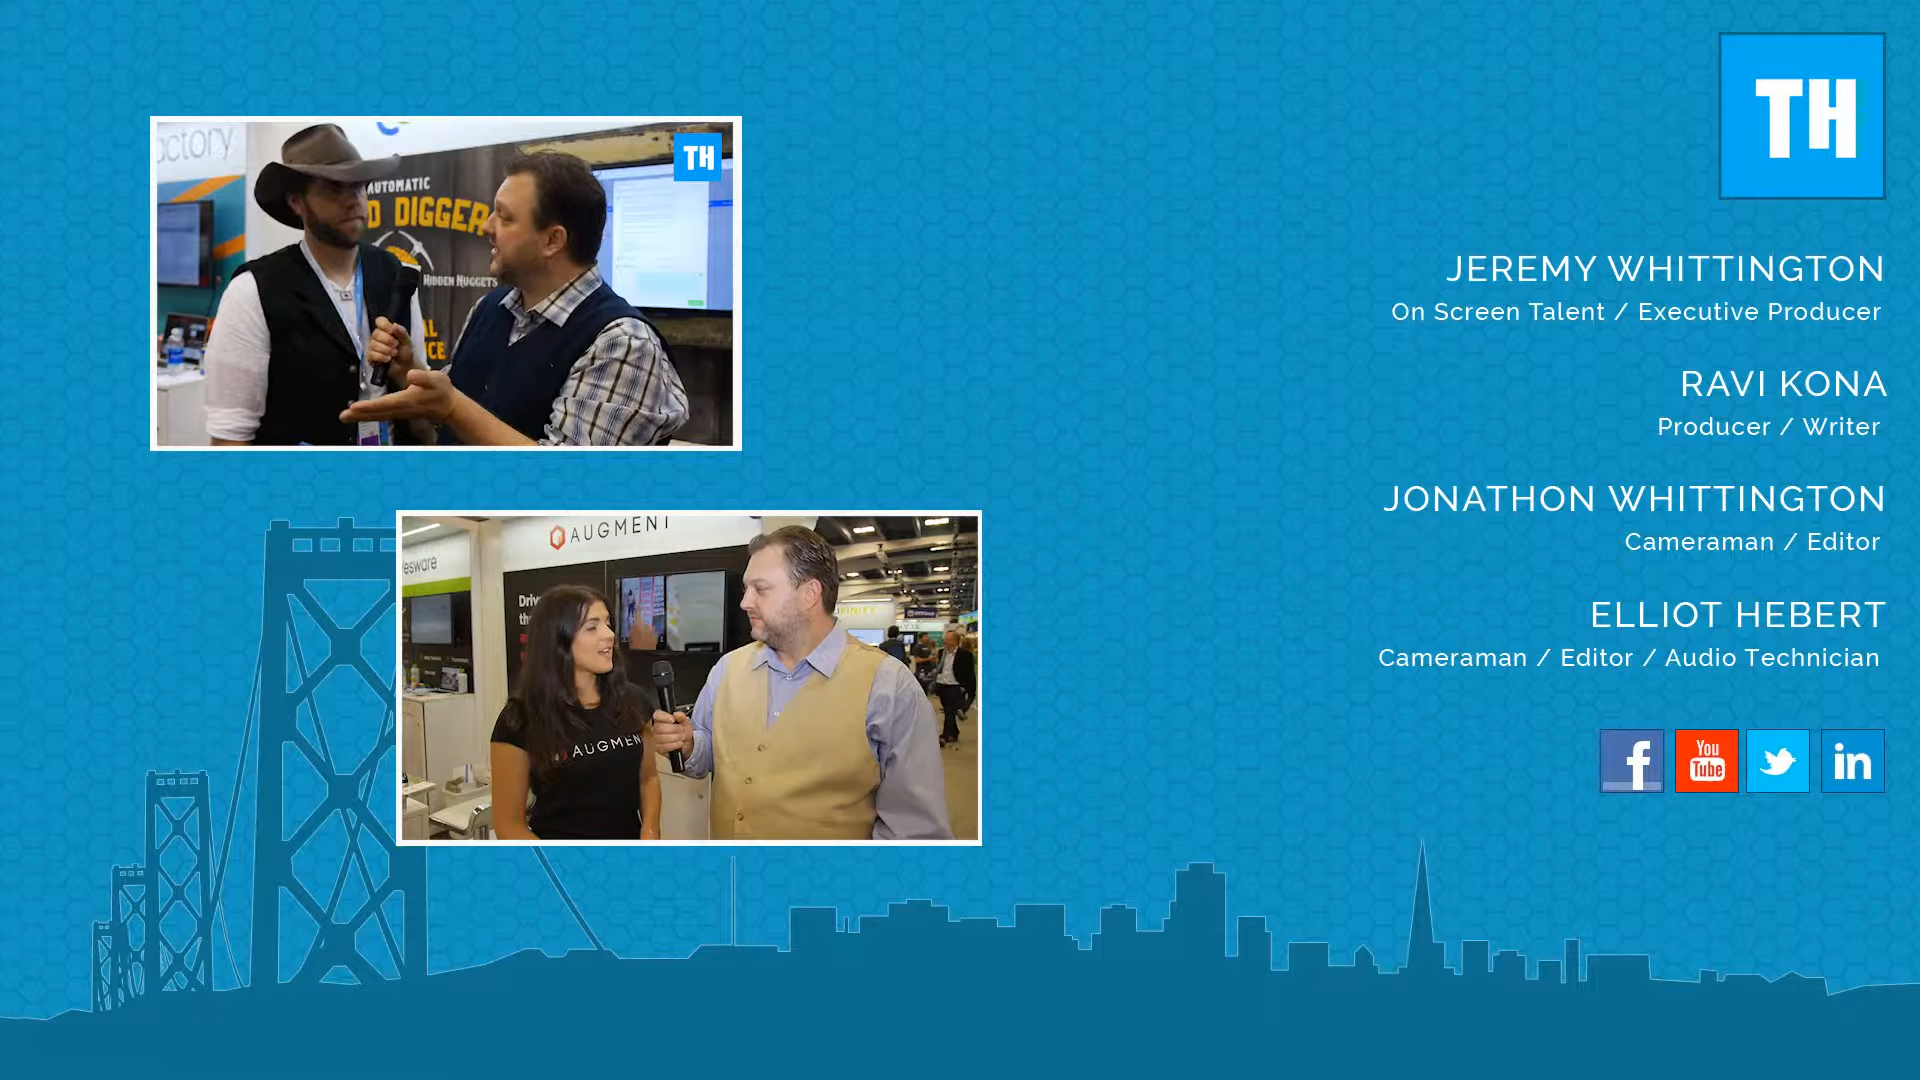 TH
JEREMY WHITTINGTON
On Screen Talent / Executive Producer
RAVI KONA
Producer / Writer
JONATHON WHITTINGTON
Cameraman / Editor
ELLIOT HEBERT
Cameraman / Editor / Audio Technician
f
You
Tube
in
TH
AUTOMATIC
DIGGER
HIDDEN NUGGETS
AUGMENT
AUGMEN